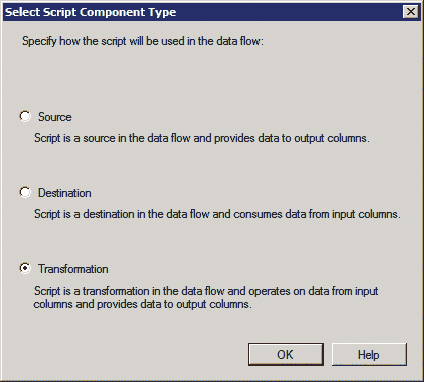 Select Script Component Type
Specify how the script will be used in the data flow:
Source
Script is a source in the data flow and provides data to output columns.
Destination
Script is a destination in the data flow and consumes data from input columns.
Transformation
Script is a transformation in the data flow and operates on data from input
columns and provides data to output columns.
OK
Help